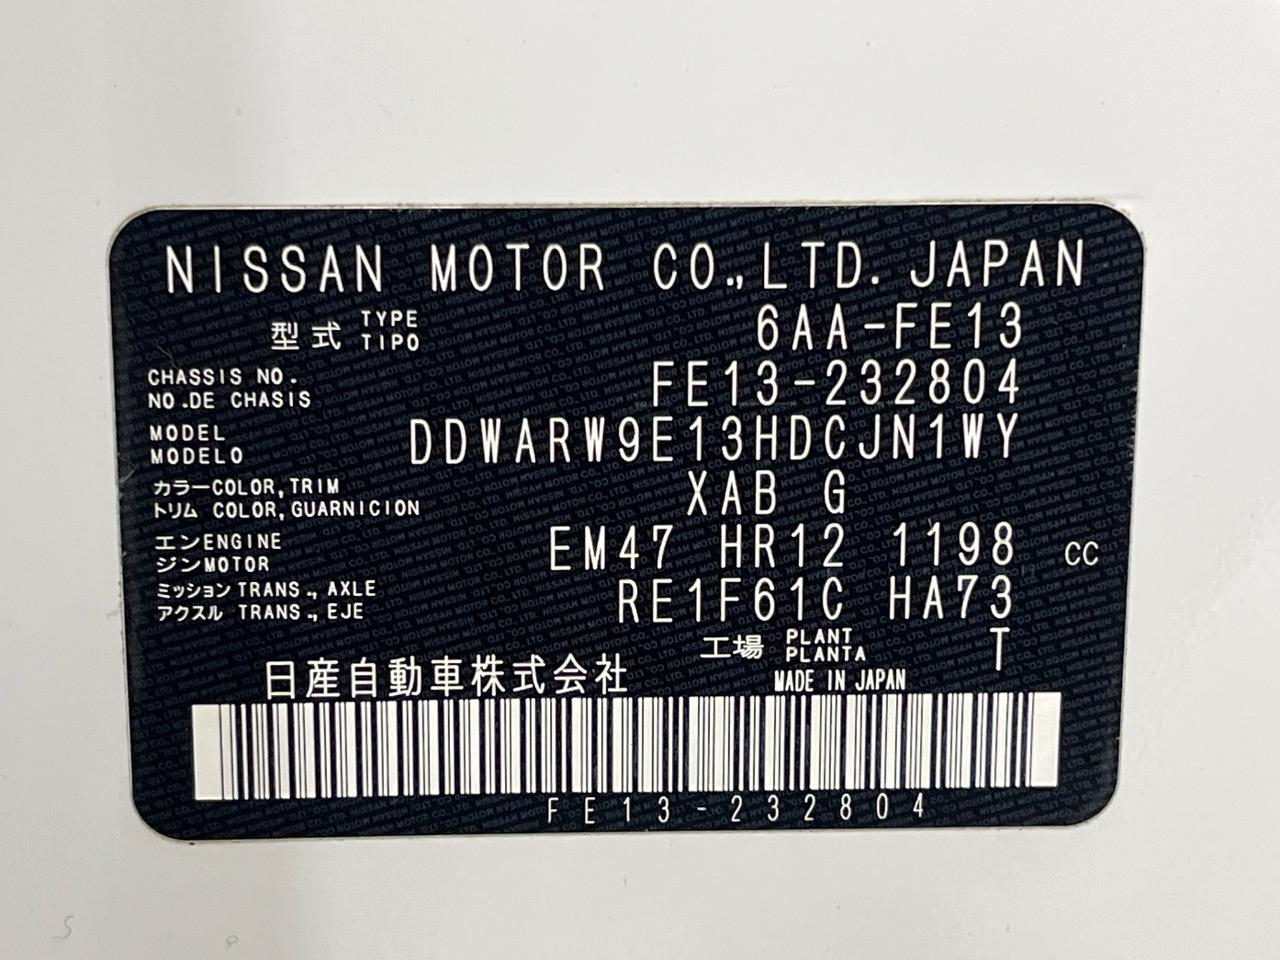 NISSAN MOTOR CO.,LTD. JAPAN
型式 TYPE TIPO 6AA-FE13
CHASSIS NO. NO.DE CHASIS FE13-232804
MODEL MODELO DDWARW9E13HDCJN1WY
カラー COLOR,TRIM トリム COLOR,GUARNICION XAB G
エン ENGINE ジン MOTOR EM47 HR12 1198 CC
ミッション TRANS., AXLE アクスル TRANS., EJE RE1F61C HA73
工場 PLANT PLANTA T
日産自動車株式会社 MADE IN JAPAN
FE13-232804